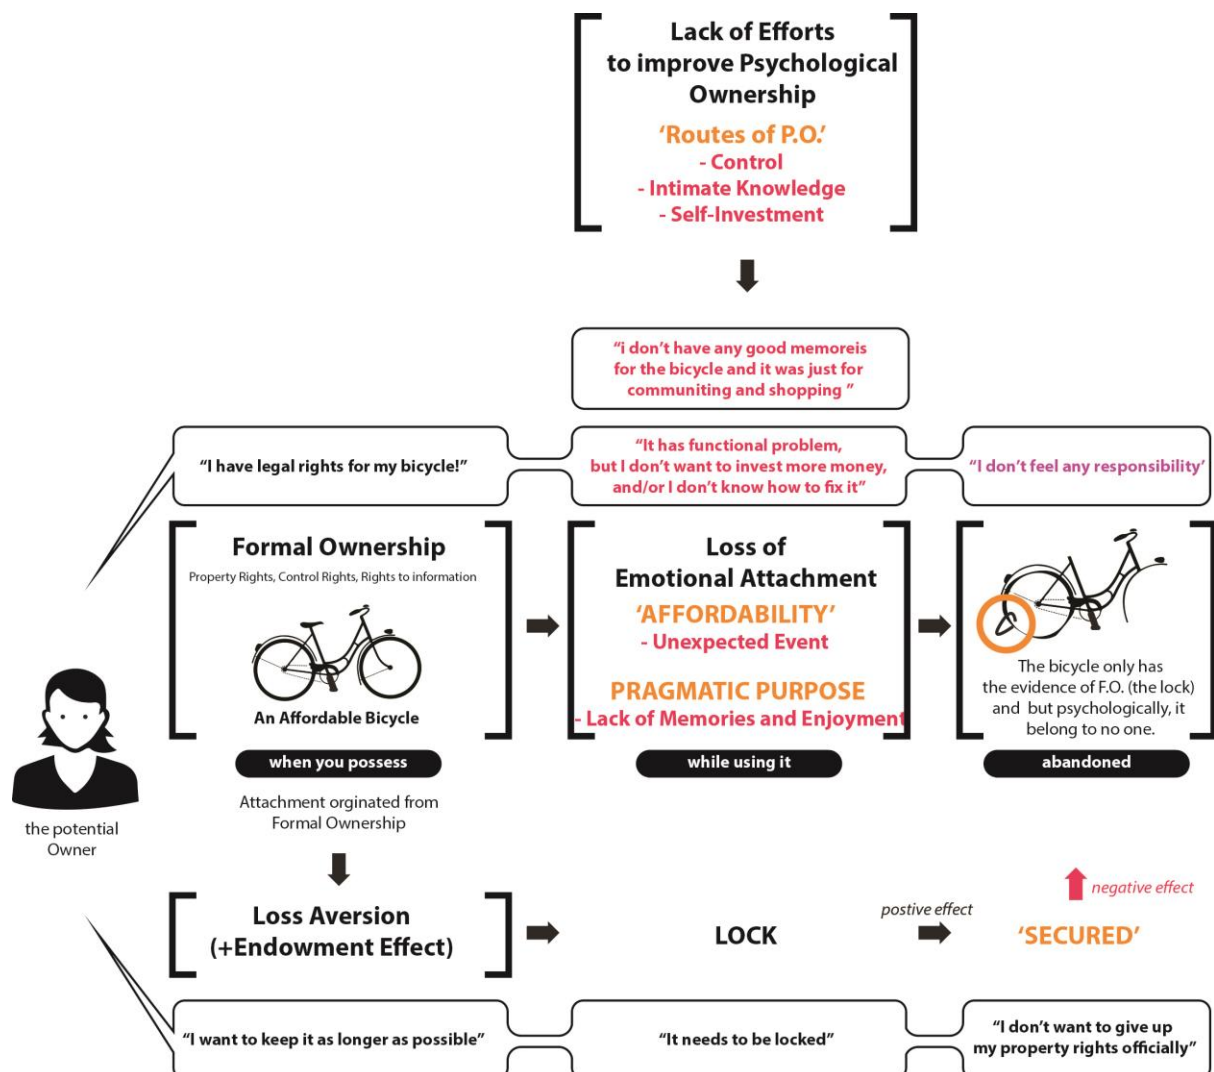 Lack of Efforts
to improve Psychological
Ownership
‘Routes of P.O.’
- Control
- Intimate Knowledge
- Self-Investment
“i don’t have any good memoreis
for the bicycle and it was just for
communiting and shopping ”
“I have legal rights for my bicycle!”
“It has functional problem,
but I don’t want to invest more money,
and/or I don’t know how to fix it”
“I don’t feel any responsibility’
Formal Ownership
Property Rights, Control Rights, Rights to information
An Affordable Bicycle
when you possess
Loss of
Emotional Attachment
‘AFFORDABILITY’
- Unexpected Event
PRAGMATIC PURPOSE
- Lack of Memories and Enjoyment
while using it
The bicycle only has
the evidence of F.O. (the lock)
and but psychologically, it
belong to no one.
abandoned
the potential
Owner
Attachment orginated from
Formal Ownership
Loss Aversion
(+Endowment Effect)
LOCK
postive effect
‘SECURED’
negative effect
“I want to keep it as longer as possible”
“It needs to be locked”
“I don’t want to give up
my property rights officially”